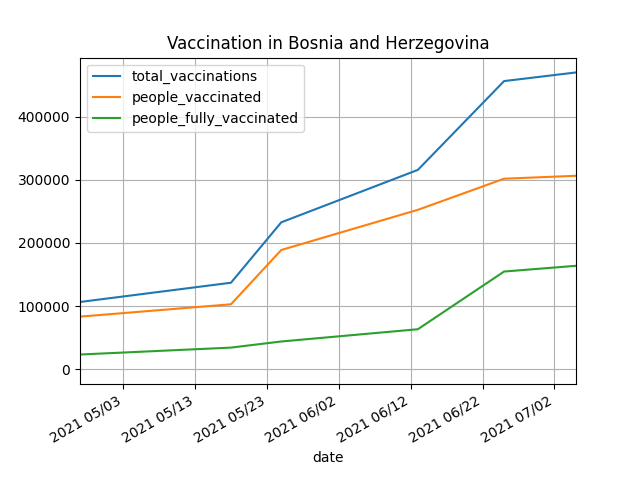 Vaccination in Bosnia and Herzegovina
total_vaccinations
people_vaccinated
people_fully_vaccinated
400000
300000
200000
100000
0
2021 05/03
2021 05/13
2021 05/23
2021 06/02
2021 06/12
2021 06/22
2021 07/02
date